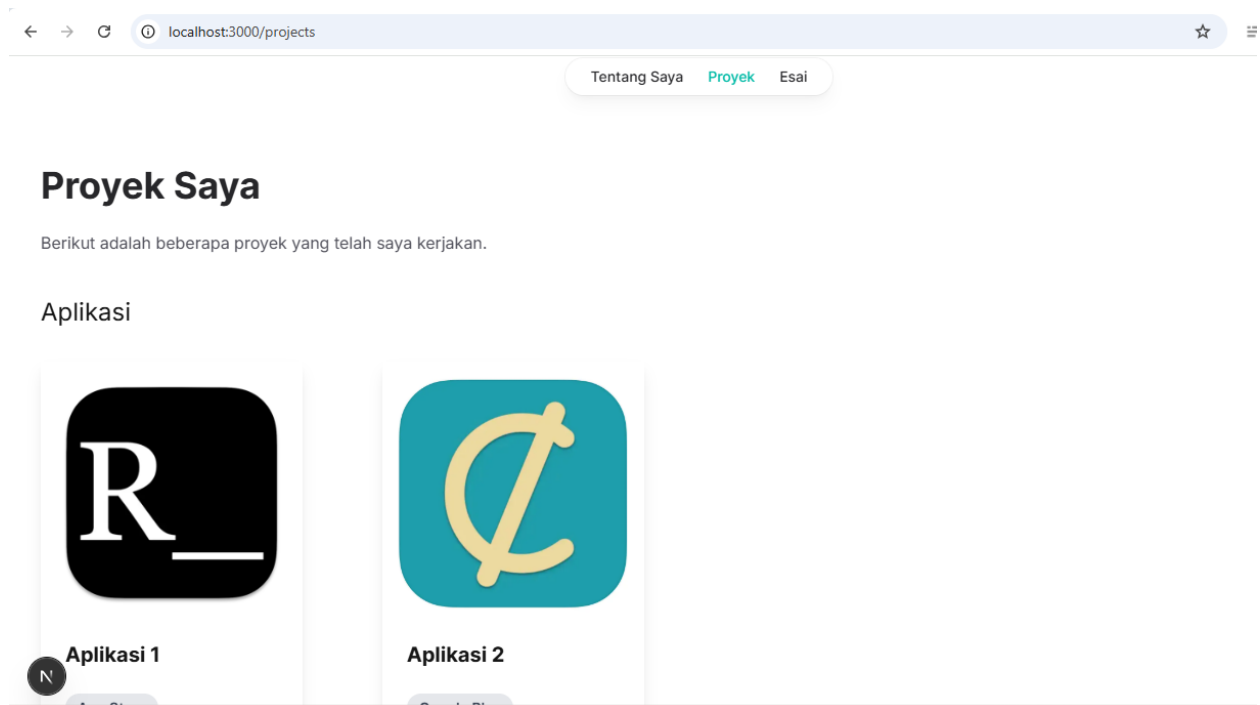 localhost:3000/projects
Tentang Saya Proyek Esai
Proyek Saya
Berikut adalah beberapa proyek yang telah saya kerjakan.
Aplikasi
R_
₵
Aplikasi 1
Aplikasi 2
N